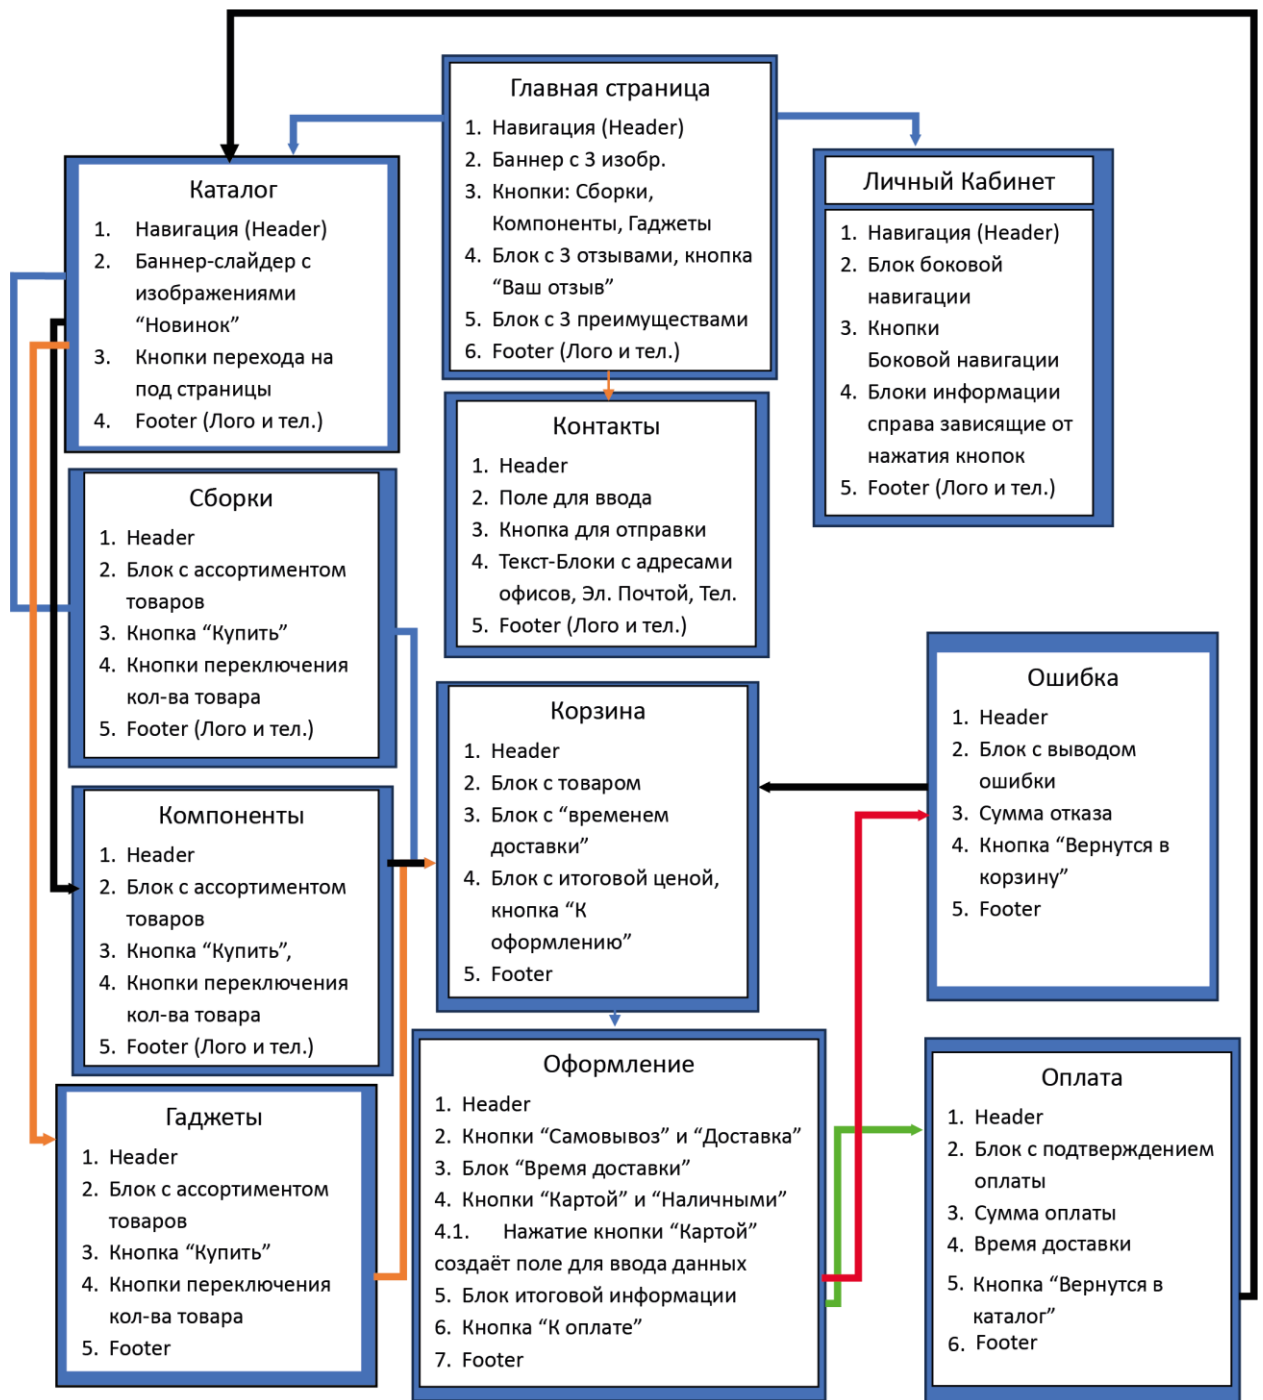 Главная страница
1. Навигация (Header)
2. Баннер с 3 изобр.
3. Кнопки: Сборки,
Компоненты, Гаджеты
4. Блок с 3 отзывами, кнопка
“Ваш отзыв”
5. Блок с 3 преимуществами
6. Footer (Лого и тел.)
Каталог
1. Навигация (Header)
2. Баннер-слайдер с
изображениями
“Новинок”
3. Кнопки перехода на
под страницы
4. Footer (Лого и тел.)
Личный Кабинет
1. Навигация (Header)
2. Блок боковой
навигации
3. Кнопки
Боковой навигации
4. Блоки информации
справа зависящие от
нажатия кнопок
5. Footer (Лого и тел.)
Контакты
1. Header
2. Поле для ввода
3. Кнопка для отправки
4. Текст-Блоки с адресами
офисов, Эл. Почтой, Тел.
5. Footer (Лого и тел.)
Сборки
1. Header
2. Блок с ассортиментом
товаров
3. Кнопка “Купить”
4. Кнопки переключения
кол-ва товара
5. Footer (Лого и тел.)
Корзина
1. Header
2. Блок с товаром
3. Блок с “временем
доставки”
4. Блок с итоговой ценой,
кнопка “К
оформлению”
5. Footer
Ошибка
1. Header
2. Блок с выводом
ошибки
3. Сумма отказа
4. Кнопка “Вернутся в
корзину”
5. Footer
Компоненты
1. Header
2. Блок с ассортиментом
товаров
3. Кнопка “Купить”,
4. Кнопки переключения
кол-ва товара
5. Footer (Лого и тел.)
Гаджеты
1. Header
2. Блок с ассортиментом
товаров
3. Кнопка “Купить”
4. Кнопки переключения
кол-ва товара
5. Footer
Оформление
1. Header
2. Кнопки “Самовывоз” и “Доставка”
3. Блок “Время доставки”
4. Кнопки “Картой” и “Наличными”
4.1. Нажатие кнопки “Картой”
создаёт поле для ввода данных
5. Блок итоговой информации
6. Кнопка “К оплате”
7. Footer
Оплата
1. Header
2. Блок с подтверждением
оплаты
3. Сумма оплаты
4. Время доставки
5. Кнопка “Вернутся в
каталог”
6. Footer